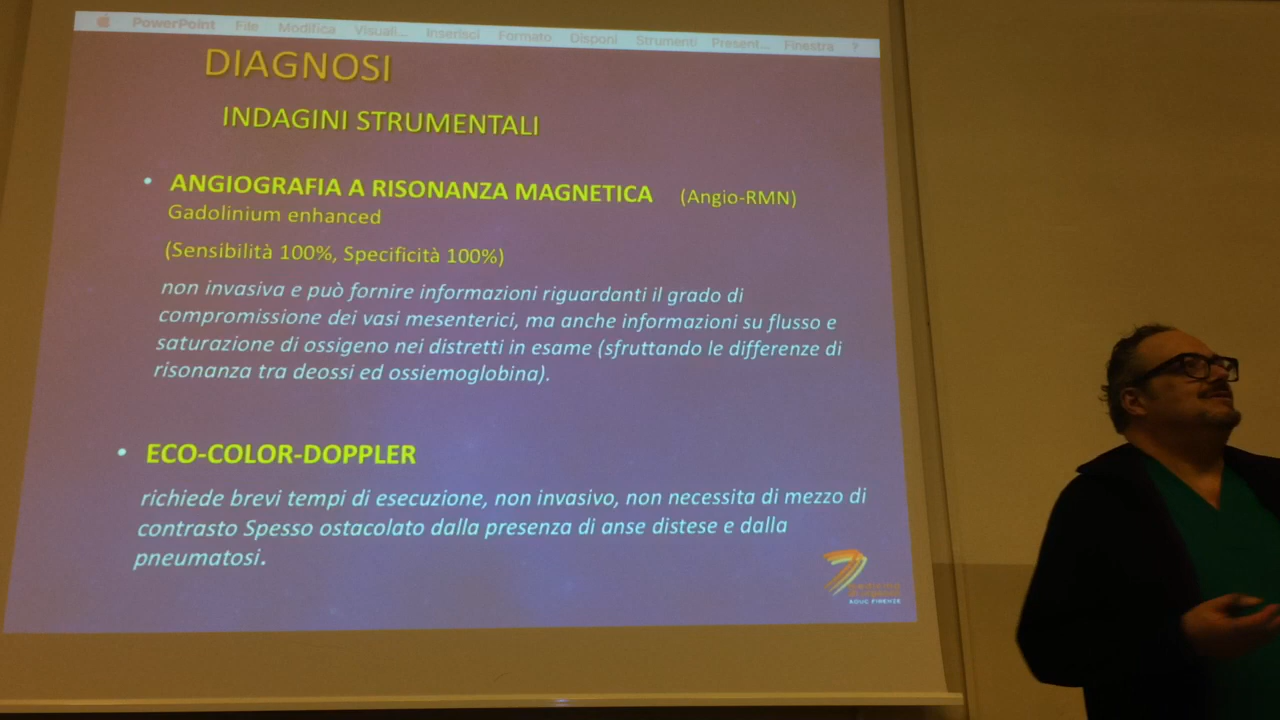 PowerPoint File Modifica Visuali... Inserisci Formato Disponi Strumenti Present... Finestra ?
DIAGNOSI
INDAGINI STRUMENTALI
• ANGIOGRAFIA A RISONANZA MAGNETICA (Angio-RMN)
Gadolinium enhanced
(Sensibilità 100%, Specificità 100%)
non invasiva e può fornire informazioni riguardanti il grado di
compromissione dei vasi mesenterici, ma anche informazioni su flusso e
saturazione di ossigeno nei distretti in esame (sfruttando le differenze di
risonanza tra deossi ed ossiemoglobina).
• ECO-COLOR-DOPPLER
richiede brevi tempi di esecuzione, non invasivo, non necessita di mezzo di
contrasto Spesso ostacolato dalla presenza di anse distese e dalla
pneumatosi.
AOUC FIRENZE